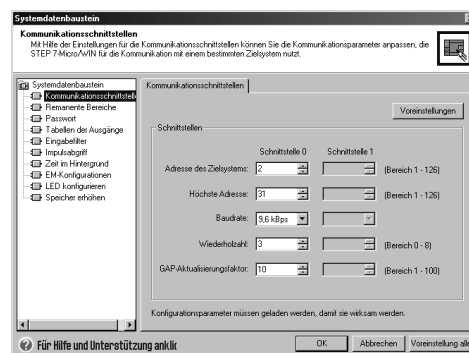 Systemdatenbaustein
Kommunikationsschnittstellen
Mit Hilfe der Einstellungen für die Kommunikationsschnittstellen können Sie die Kommunikationsparameter anpassen, die
STEP 7-Micro/WIN für die Kommunikation mit einem bestimmten Zielsystem nutzt.
Systemdatenbaustein
Kommunikationsschnittstell
Remanente Bereiche
Passwort
Tabellen der Ausgänge
Eingabefilter
Impulsabgriff
Zeit im Hintergrund
EM-Konfigurationen
LED konfigurieren
Speicher erhöhen
Kommunikationsschnittstellen
Voreinstellungen
Schnittstellen
Schnittstelle 0 Schnittstelle 1
Adresse des Zielsystems: 2 (Bereich 1 - 126)
Höchste Adresse: 31 (Bereich 1 - 126)
Baudrate: 9,6 kBps
Wiederholzahl: 3 (Bereich 0 - 8)
GAP-Aktualisierungsfaktor: 10 (Bereich 1 - 100)
Konfigurationsparameter müssen geladen werden, damit sie wirksam werden.
Für Hilfe und Unterstützung anklic
OK Abbrechen Voreinstellung alle